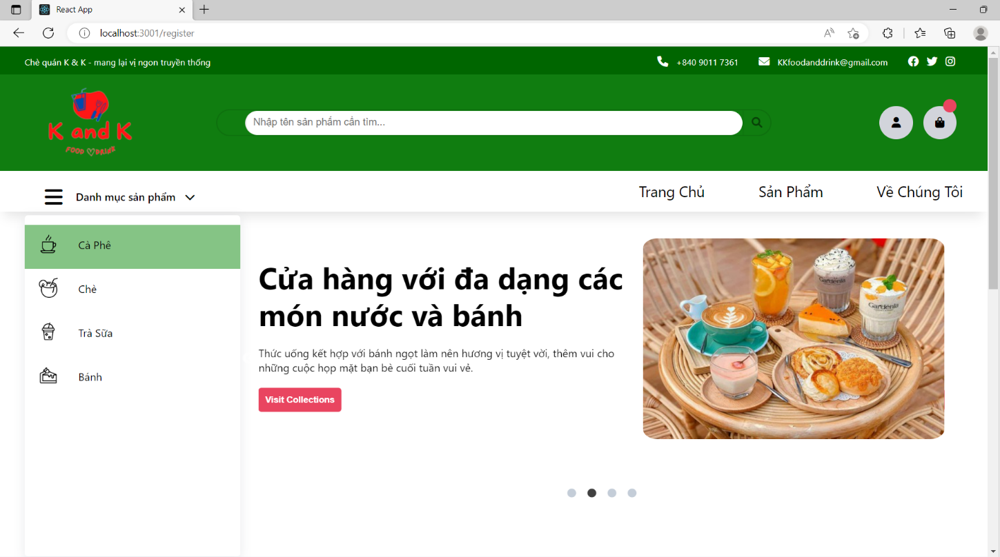 React App
localhost:3001/register
Chè quán K & K - mang lại vị ngon truyền thống
+840 9011 7361
KKfoodanddrink@gmail.com
K and K
FOOD DRINK
Nhập tên sản phẩm cần tìm...
Danh mục sản phẩm
Trang Chủ
Sản Phẩm
Về Chúng Tôi
Cà Phê
Chè
Trà Sữa
Bánh
Cửa hàng với đa dạng các
món nước và bánh
Thức uống kết hợp với bánh ngọt làm nên hương vị tuyệt vời, thêm vui cho
những cuộc họp mặt bạn bè cuối tuần vui vẻ.
Visit Collections
Gardenia
Gardenia